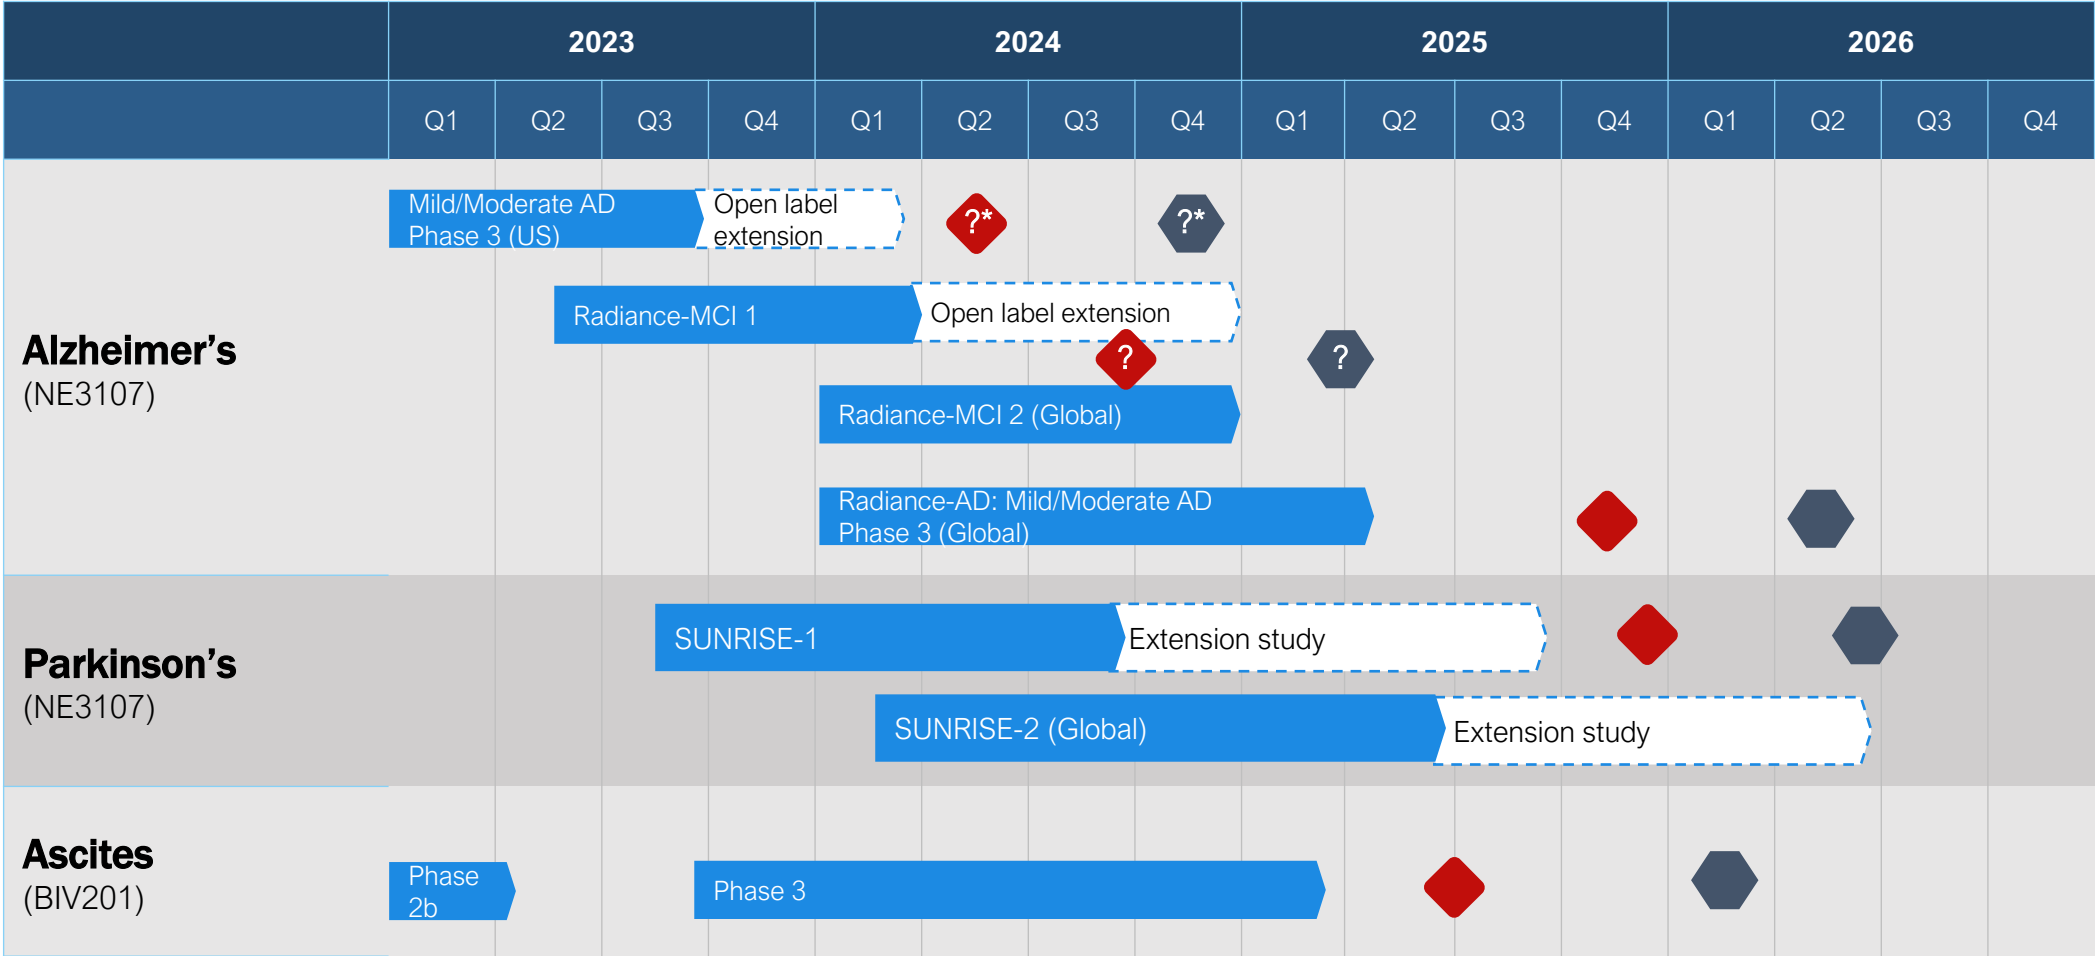 2023 2024 2025 2026
Q1 Q2 Q3 Q4 Q1 Q2 Q3 Q4 Q1 Q2 Q3 Q4 Q1 Q2 Q3 Q4
Alzheimer’s
(NE3107)
Mild/Moderate AD
Phase 3 (US)
Open label
extension
?*
?*
Radiance-MCI 1
Open label extension
?
?
Radiance-MCI 2 (Global)
Radiance-AD: Mild/Moderate AD
Phase 3 (Global)
Parkinson’s
(NE3107)
SUNRISE-1
Extension study
SUNRISE-2 (Global)
Extension study
Ascites
(BIV201)
Phase
2b
Phase 3